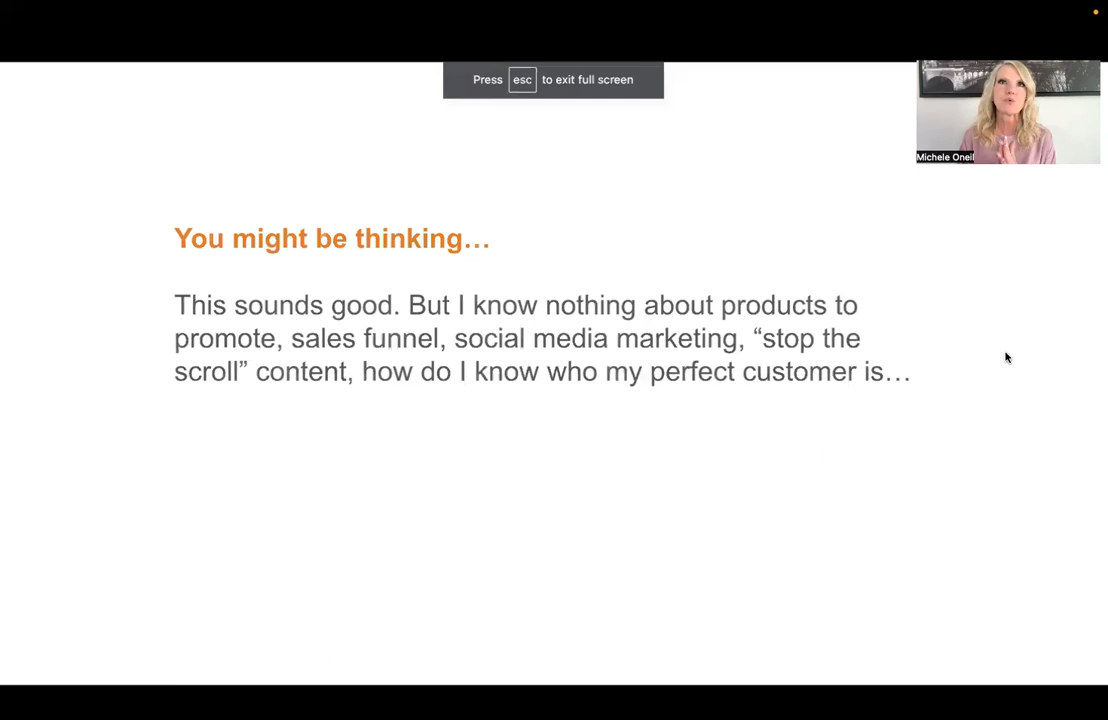 Press esc to exit full screen
Michele Oneil
You might be thinking…
This sounds good. But I know nothing about products to
promote, sales funnel, social media marketing, “stop the
scroll” content, how do I know who my perfect customer is…